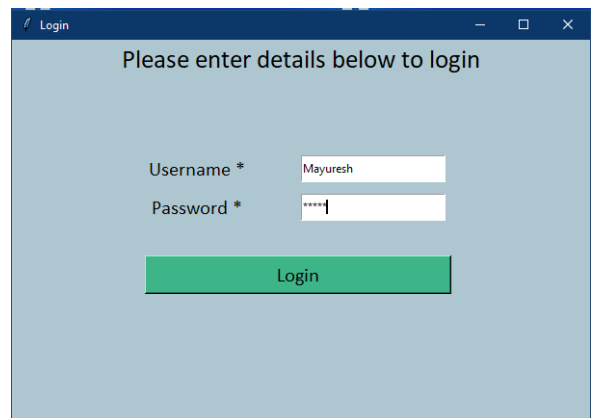 Login
Please enter details below to login
Username * Mayuresh
Password * *****
Login